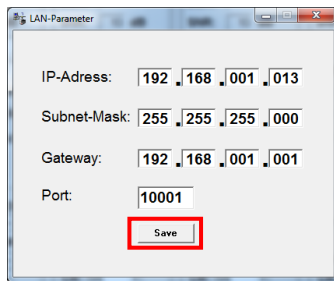 LAN-Parameter
IP-Adress: 192.168.001.013
Subnet-Mask: 255.255.255.000
Gateway: 192.168.001.001
Port: 10001
Save